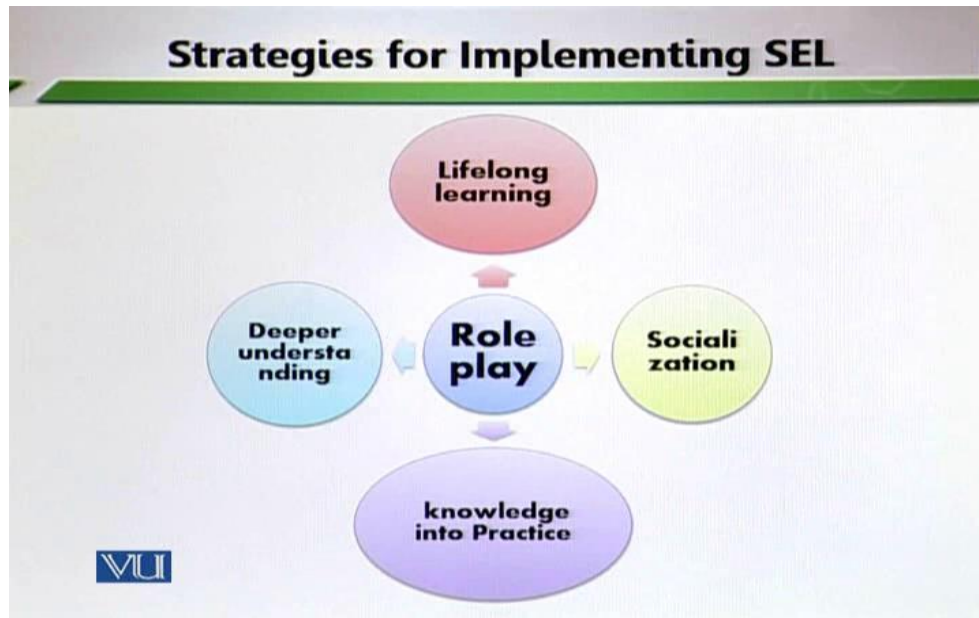 Strategies for Implementing SEL
Lifelong
learning
Deeper
understa
nding
Role
play
Sociali
zation
knowledge
into Practice
VU